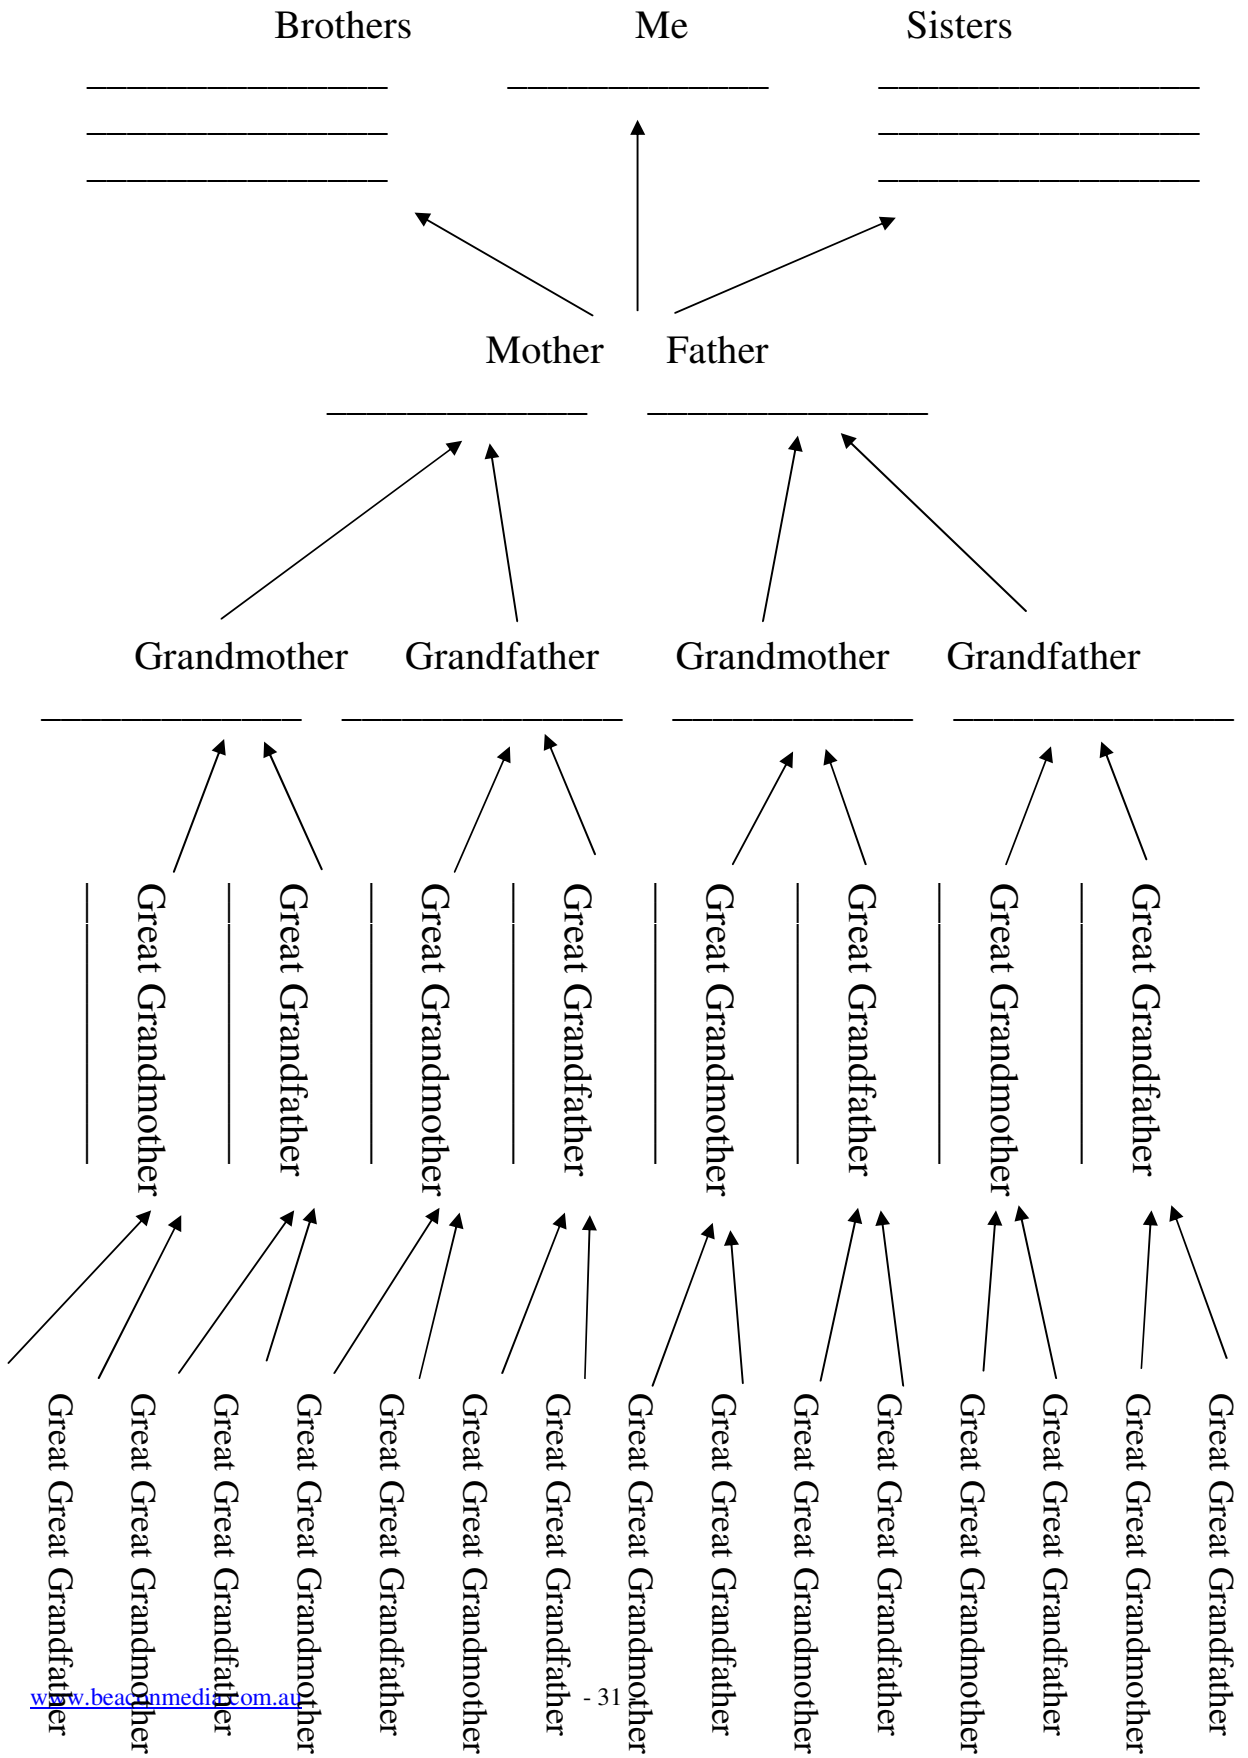 Brothers Me Sisters
Mother Father
Grandmother Grandfather Grandmother Grandfather
Great Grandmother
Great Grandfather
Great Grandmother
Great Grandfather
Great Grandmother
Great Grandfather
Great Grandmother
Great Grandfather
Great Great Grandfather
Great Great Grandmother
Great Great Grandfather
Great Great Grandmother
Great Great Grandfather
Great Great Grandmother
Great Great Grandfather
Great Great Grandmother
Great Great Grandfather
Great Great Grandmother
Great Great Grandfather
Great Great Grandmother
Great Great Grandfather
Great Great Grandmother
Great Great Grandfather
www.beaconmedia.com.au - 31 -